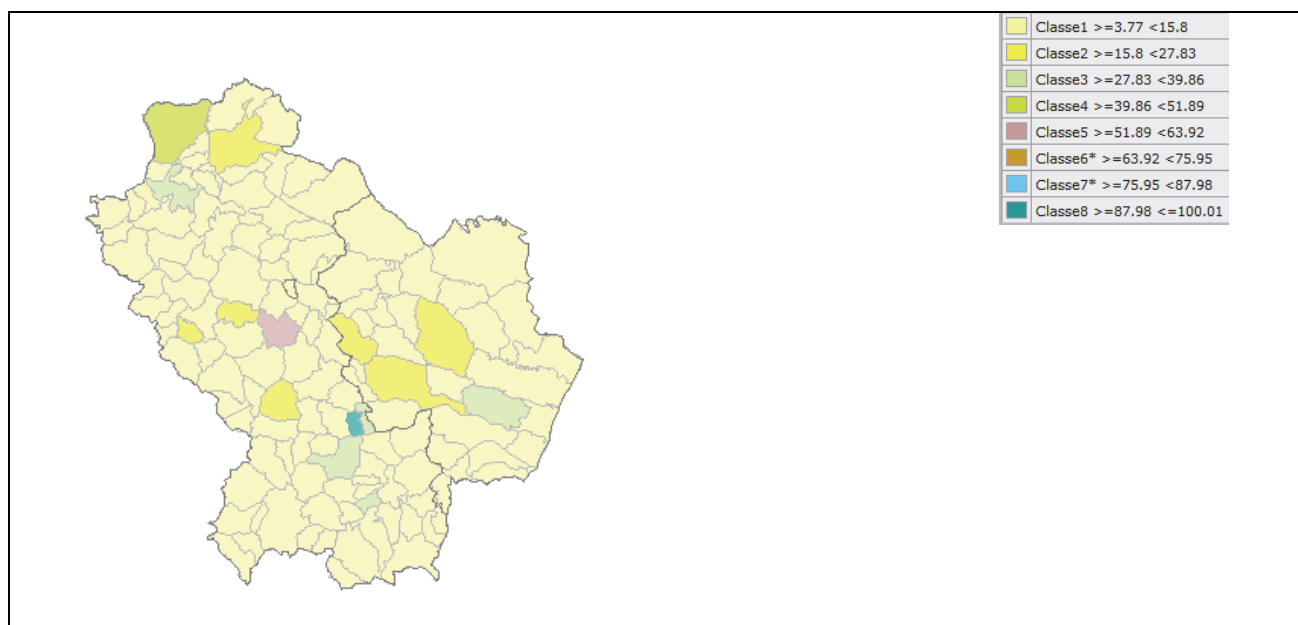 Classe1 >=3.77 <15.8
Classe2 >=15.8 <27.83
Classe3 >=27.83 <39.86
Classe4 >=39.86 <51.89
Classe5 >=51.89 <63.92
Classe6* >=63.92 <75.95
Classe7* >=75.95 <87.98
Classe8 >=87.98 <=100.01